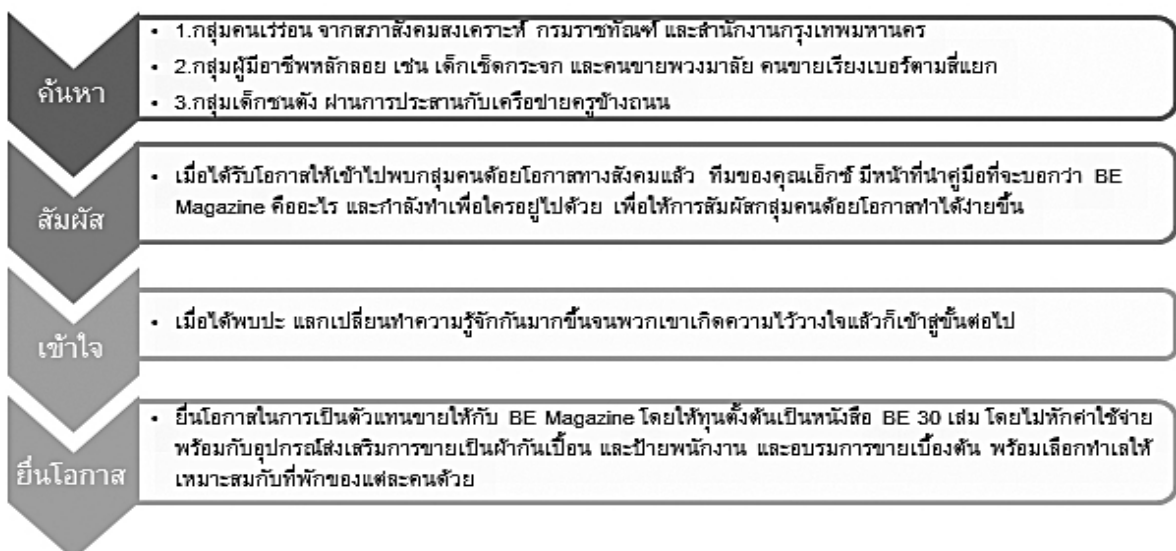 ค้นหา
• 1.กลุ่มคนเร่ร่อน จากสภาสังคมสงเคราะห์ กรมราชทัณฑ์ และสำนักงานกรุงเทพมหานคร
• 2.กลุ่มผู้มีอาชีพหลักลอย เช่น เด็กเช็ดกระจก และคนขายพวงมาลัย คนขายเรียงเบอร์ตามสี่แยก
• 3.กลุ่มเด็กชนตัง ผ่านการประสานกับเครือข่ายครูข้างถนน
สัมผัส
• เมื่อได้รับโอกาสให้เข้าไปพบกลุ่มคนด้อยโอกาสทางสังคมแล้ว ทีมของคุณเอ็กซ์ มีหน้าที่นำคู่มือที่จะบอกว่า BE
Magazine คืออะไร และกำลังทำเพื่อใครอยู่ไปด้วย เพื่อให้การสัมผัสกลุ่มคนด้อยโอกาสทำได้ง่ายขึ้น
เข้าใจ
• เมื่อได้พบปะ แลกเปลี่ยนทำความรู้จักกันมากขึ้นจนพวกเขาเกิดความไว้วางใจแล้วก็เข้าสู่ขั้นต่อไป
ยื่นโอกาส
• ยื่นโอกาสในการเป็นตัวแทนขายให้กับ BE Magazine โดยให้ทุนตั้งต้นเป็นหนังสือ BE 30 เล่ม โดยไม่หักค่าใช้จ่าย
พร้อมกับอุปกรณ์ส่งเสริมการขายเป็นผ้ากันเปื้อน และป้ายพนักงาน และอบรมการขายเบื้องต้น พร้อมเลือกทำเลให้
เหมาะสมกับที่พักของแต่ละคนด้วย